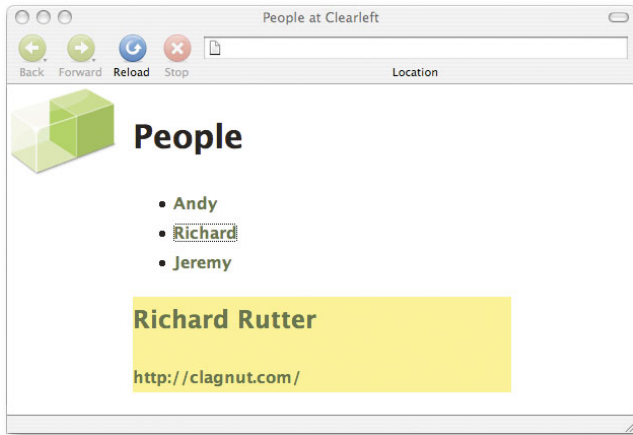 People at Clearleft
Back Forward Reload Stop Location
People
• Andy
• Richard
• Jeremy
Richard Rutter
http://clagnut.com/